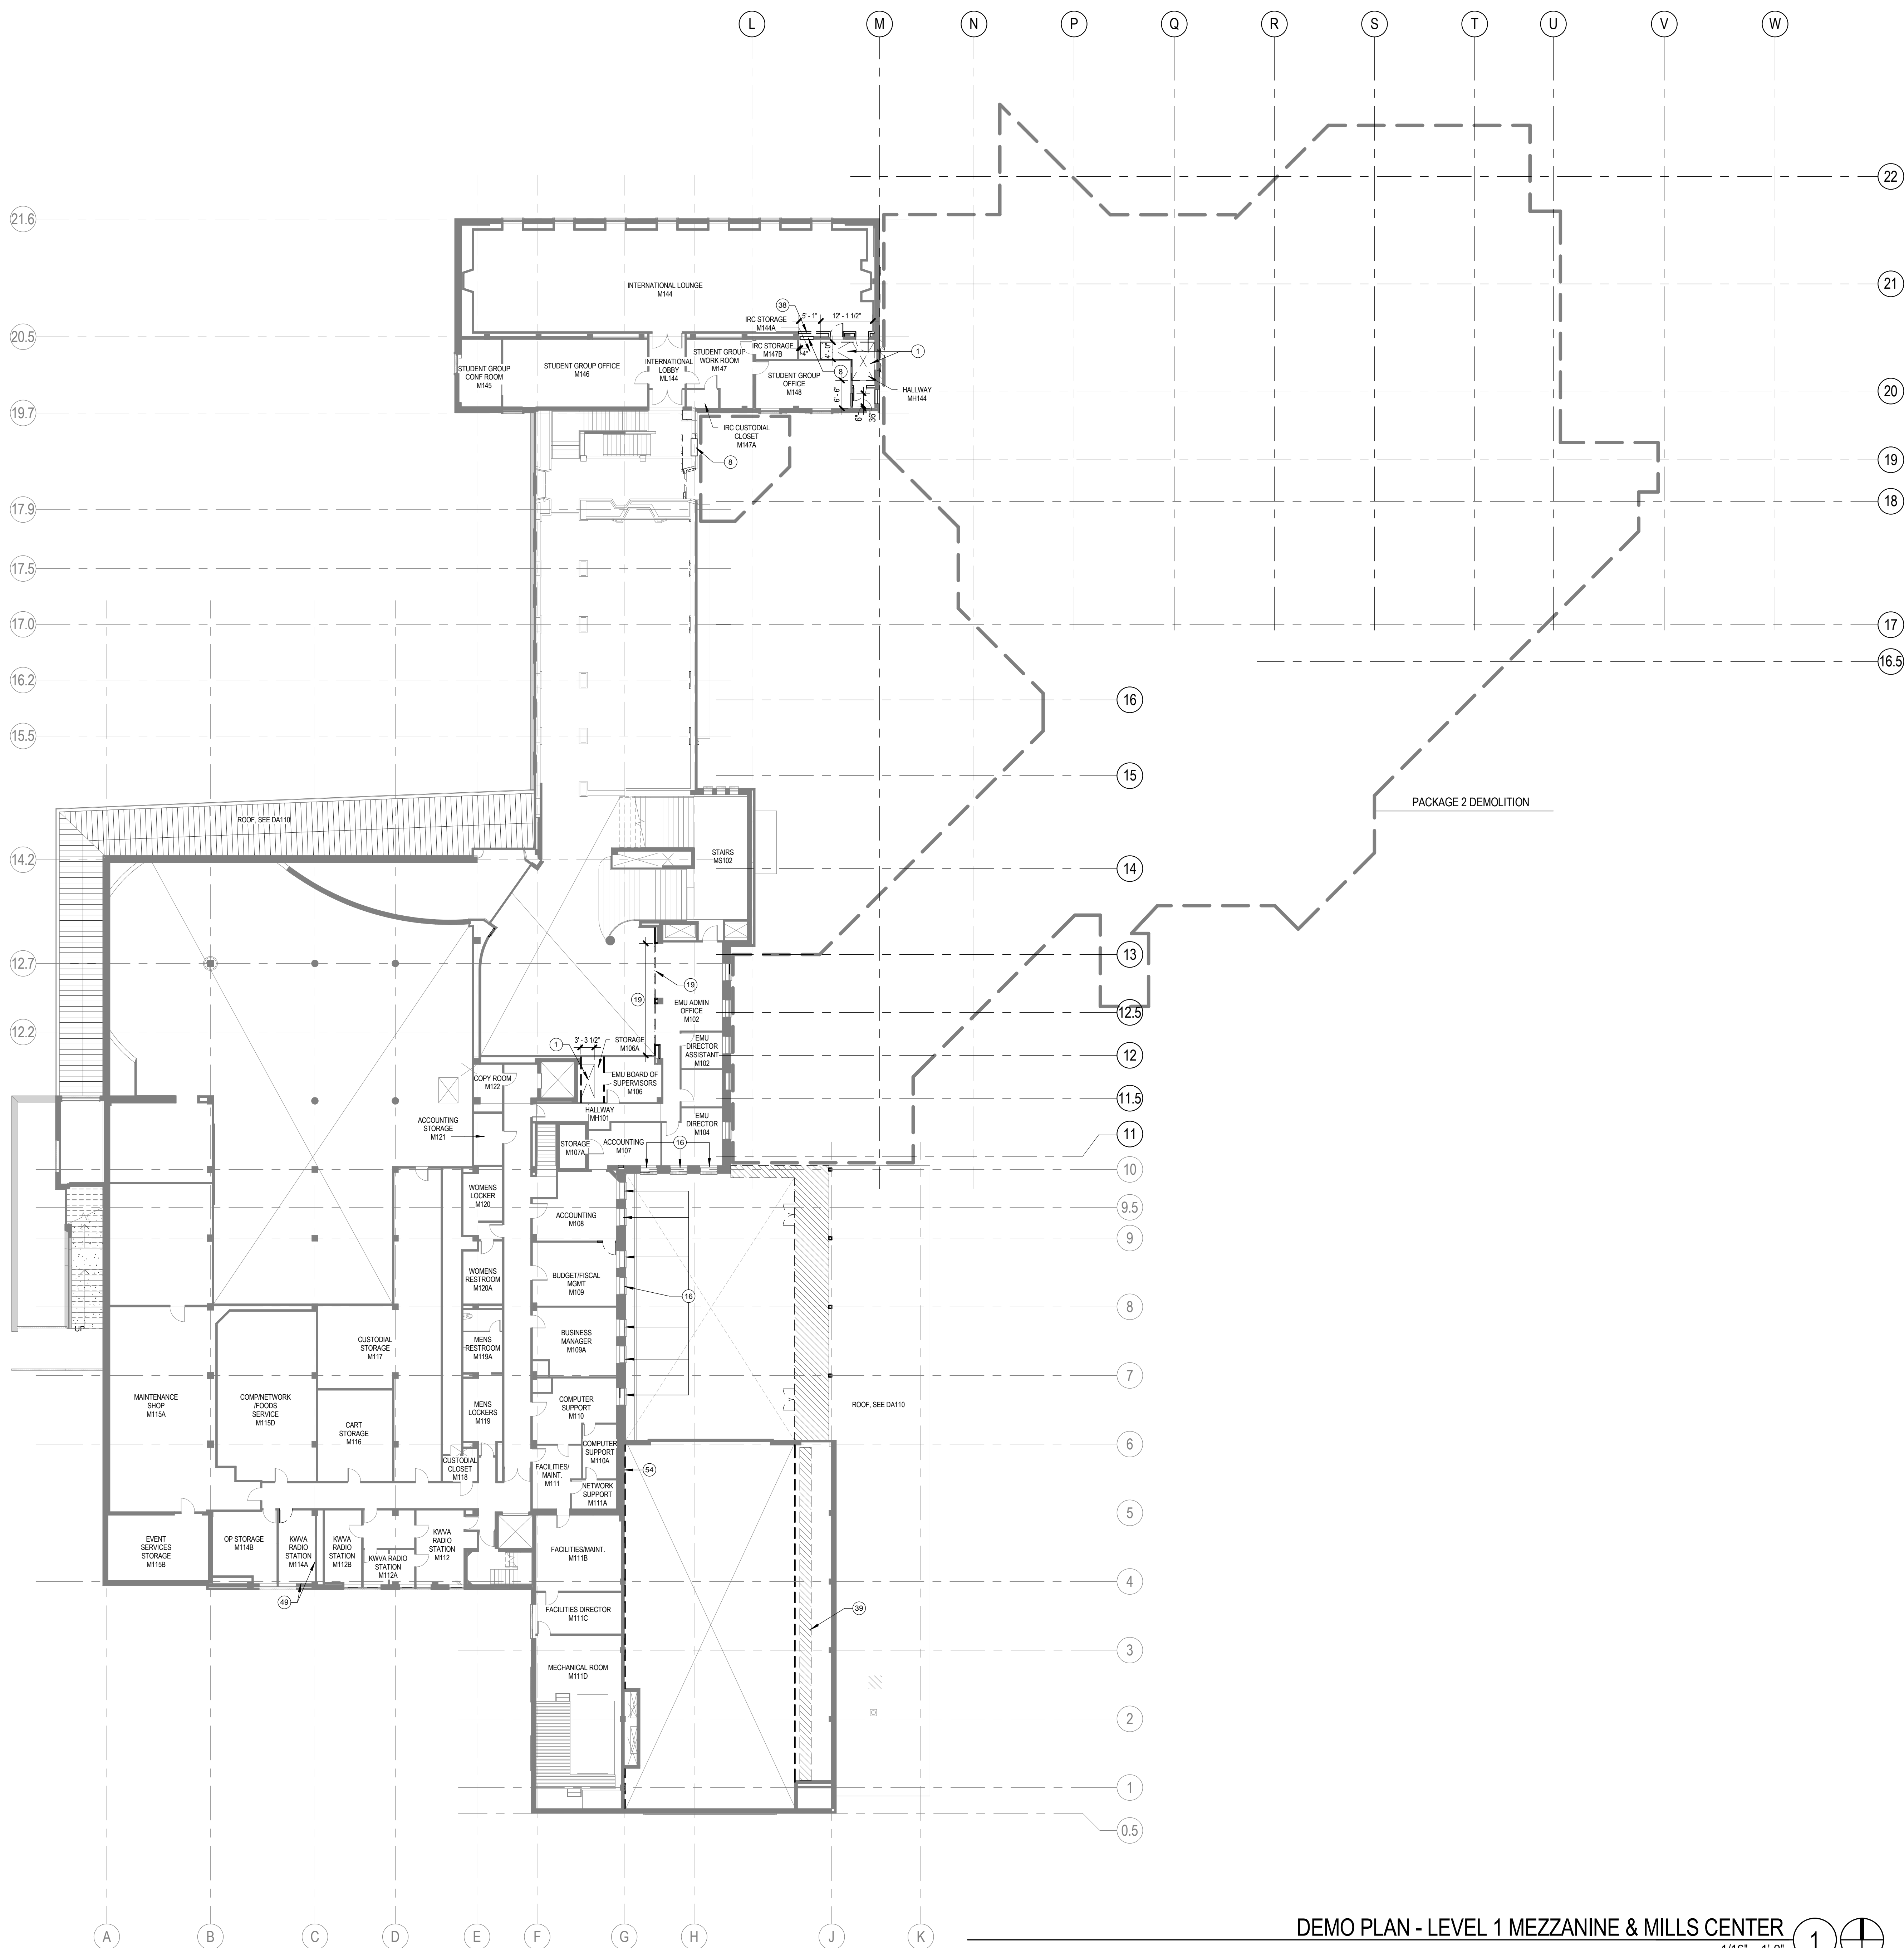 L
M
N
P
Q
R
S
T
U
V
W
22
21.6
21
INTERNATIONAL LOUNGE
M144
38
5' - 1"
12' - 1 1/2"
IRC STORAGE
M144A
20.5
IRC STORAGE
M147B
4"
4' - 0"
1
STUDENT GROUP
WORK ROOM
M147
INTERNATIONAL
LOBBY
ML144
STUDENT GROUP OFFICE
M146
STUDENT GROUP
CONF ROOM
M145
STUDENT GROUP
OFFICE
M148
8
6' - 6"
HALLWAY
MH144
20
19.7
6"
36"
IRC CUSTODIAL
CLOSET
M147A
8
19
18
17.9
17.5
17.0
17
16.5
16.2
16
15.5
15
PACKAGE 2 DEMOLITION
ROOF, SEE DA110
STAIRS
MS102
14.2
14
12.7
13
19
19
EMU ADMIN
OFFICE
M102
12.5
12.2
12
1
3' - 3 1/2"
STORAGE
M106A
EMU
DIRECTOR
ASSISTANT
M102
COPY ROOM
M122
EMU BOARD OF
SUPERVISORS
M106
11.5
HALLWAY
MH101
EMU
DIRECTOR
M104
ACCOUNTING
STORAGE
M121
11
STORAGE
M107A
ACCOUNTING
M107
16
10
WOMENS
LOCKER
M120
9.5
ACCOUNTING
M108
9
WOMENS
RESTROOM
M120A
BUDGET/FISCAL
MGMT
M109
16
8
UP
CUSTODIAL
STORAGE
M117
MENS
RESTROOM
M119A
BUSINESS
MANAGER
M109A
7
MAINTENANCE
SHOP
M115A
COMP/NETWORK
/FOODS
SERVICE
M115D
MENS
LOCKERS
M119
COMPUTER
SUPPORT
M110
ROOF, SEE DA110
CART
STORAGE
M116
6
COMPUTER
SUPPORT
M110A
CUSTODIAL
CLOSET
M118
FACILITIES/
MAINT.
M111
54
NETWORK
SUPPORT
M111A
5
EVENT
SERVICES
STORAGE
M115B
OP STORAGE
M114B
KWVA
RADIO
STATION
M114A
KWVA
RADIO
STATION
M112B
KWVA RADIO
STATION
M112A
KWVA
RADIO
STATION
M112
FACILITIES/MAINT.
M111B
4
49
FACILITIES DIRECTOR
M111C
39
3
MECHANICAL ROOM
M111D
2
1
0.5
A
B
C
D
E
F
G
H
J
K
DEMO PLAN - LEVEL 1 MEZZANINE & MILLS CENTER
1